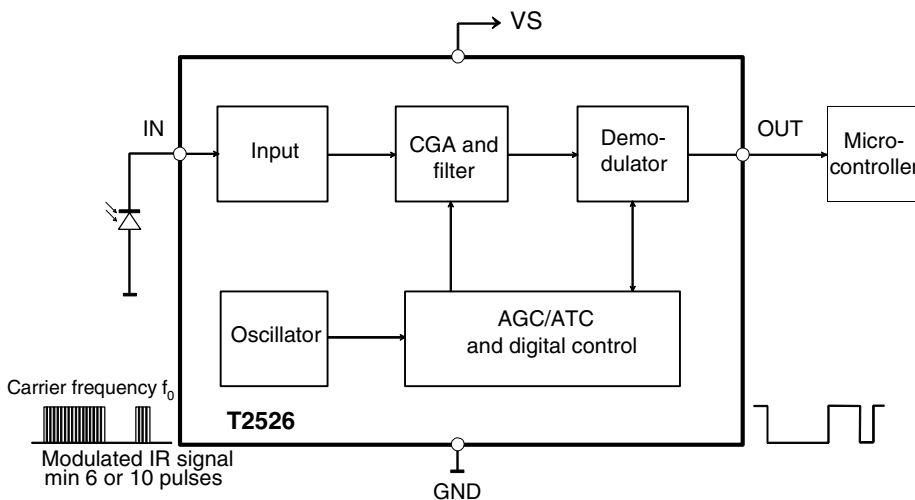 VS
IN
Input
CGA and
filter
Demo-
dulator
OUT
Micro-
controller
Oscillator
AGC/ATC
and digital control
Carrier frequency f₀
T2526
Modulated IR signal
min 6 or 10 pulses
GND